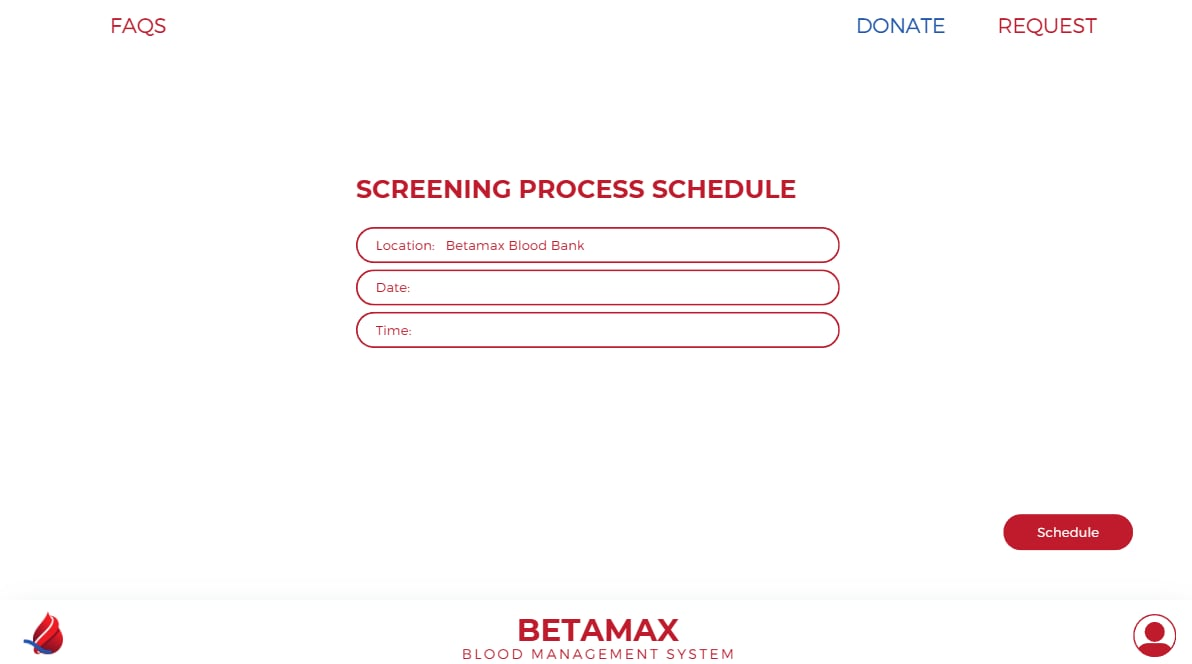 FAQS DONATE REQUEST
SCREENING PROCESS SCHEDULE
Location: Betamax Blood Bank
Date:
Time:
Schedule
BETAMAX
BLOOD MANAGEMENT SYSTEM